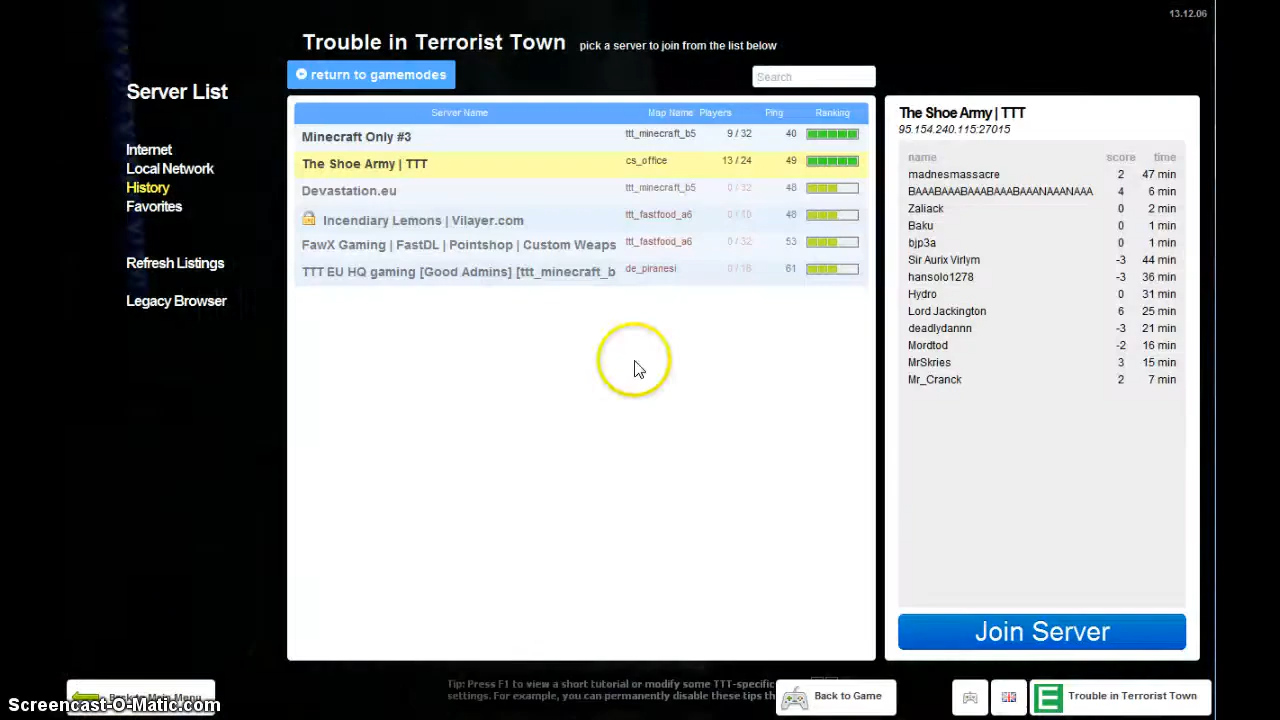 13.12.06
Trouble in Terrorist Town pick a server to join from the list below
return to gamemodes
Search
Server List
Internet
Local Network
History
Favorites
Refresh Listings
Legacy Browser
Server Name Map Name Players Ping Ranking
Minecraft Only #3 ttt_minecraft_b5 9 / 32 40
The Shoe Army | TTT cs_office 13 / 24 49
Devastation.eu ttt_minecraft_b5 0 / 32 48
Incendiary Lemons | Vilayer.com ttt_fastfood_a6 48
FawX Gaming | FastDL | Pointshop | Custom Weaps ttt_fastfood_a6 0 / 32 53
TTT EU HQ gaming [Good Admins] [ttt_minecraft_b de_piranesi 61
The Shoe Army | TTT
95.154.240.115:27015
name score time
madnesmassacre 2 47 min
BAAABAAABAAABAAABAAANAAANAAA 4 6 min
Zaliack 0 2 min
Baku 0 1 min
bjp3a 0 1 min
Sir Aurix Virlym -3 44 min
hansolo1278 -3 36 min
Hydro 0 31 min
Lord Jackington 6 25 min
deadlydannn -3 21 min
Mordtod -2 16 min
MrSkries 3 15 min
Mr_Cranck 2 7 min
Join Server
Back to Main Menu
Screencast-O-Matic.com
Tip: Press F1 to view a short tutorial or modify some TTT-specific
settings. For example, you can permanently disable these tips th
Back to Game
Trouble in Terrorist Town